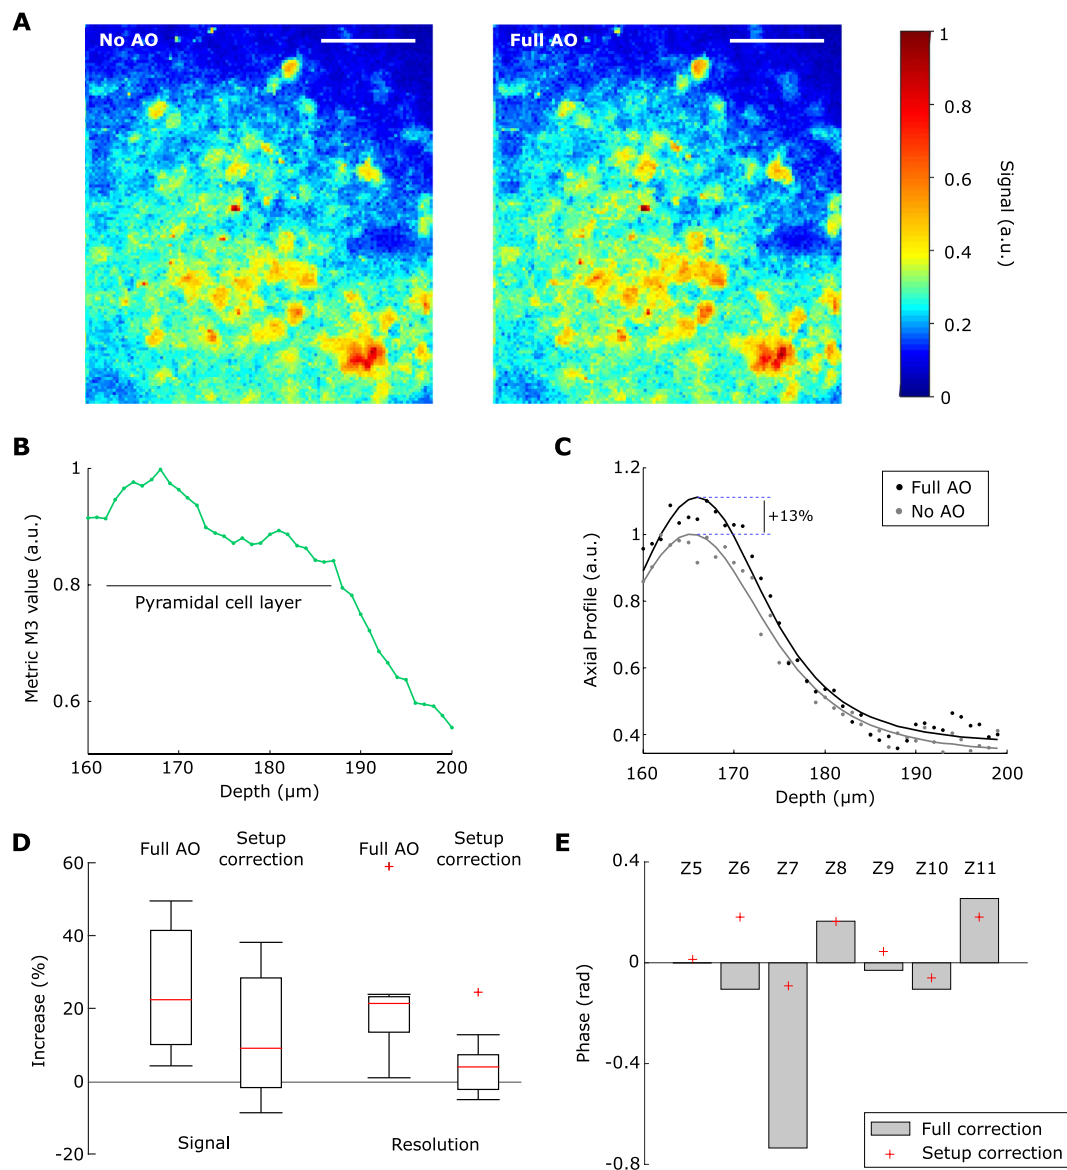 A
No AO
Full AO
1
0.8
0.6
0.4
0.2
0
Signal (a.u.)
B
1
0.8
0.6
Metric M3 value (a.u.)
Pyramidal cell layer
160 170 180 190 200
Depth (µm)
C
1.2
1
0.8
0.6
0.4
Axial Profile (a.u.)
Full AO
No AO
+13%
160 170 180 190 200
Depth (µm)
D
Full AO
Setup
correction
Full AO
Setup
correction
60
40
20
0
-20
Increase (%)
Signal
Resolution
E
0.4
0
-0.4
-0.8
Phase (rad)
Z5 Z6 Z7 Z8 Z9 Z10 Z11
Full correction
Setup correction